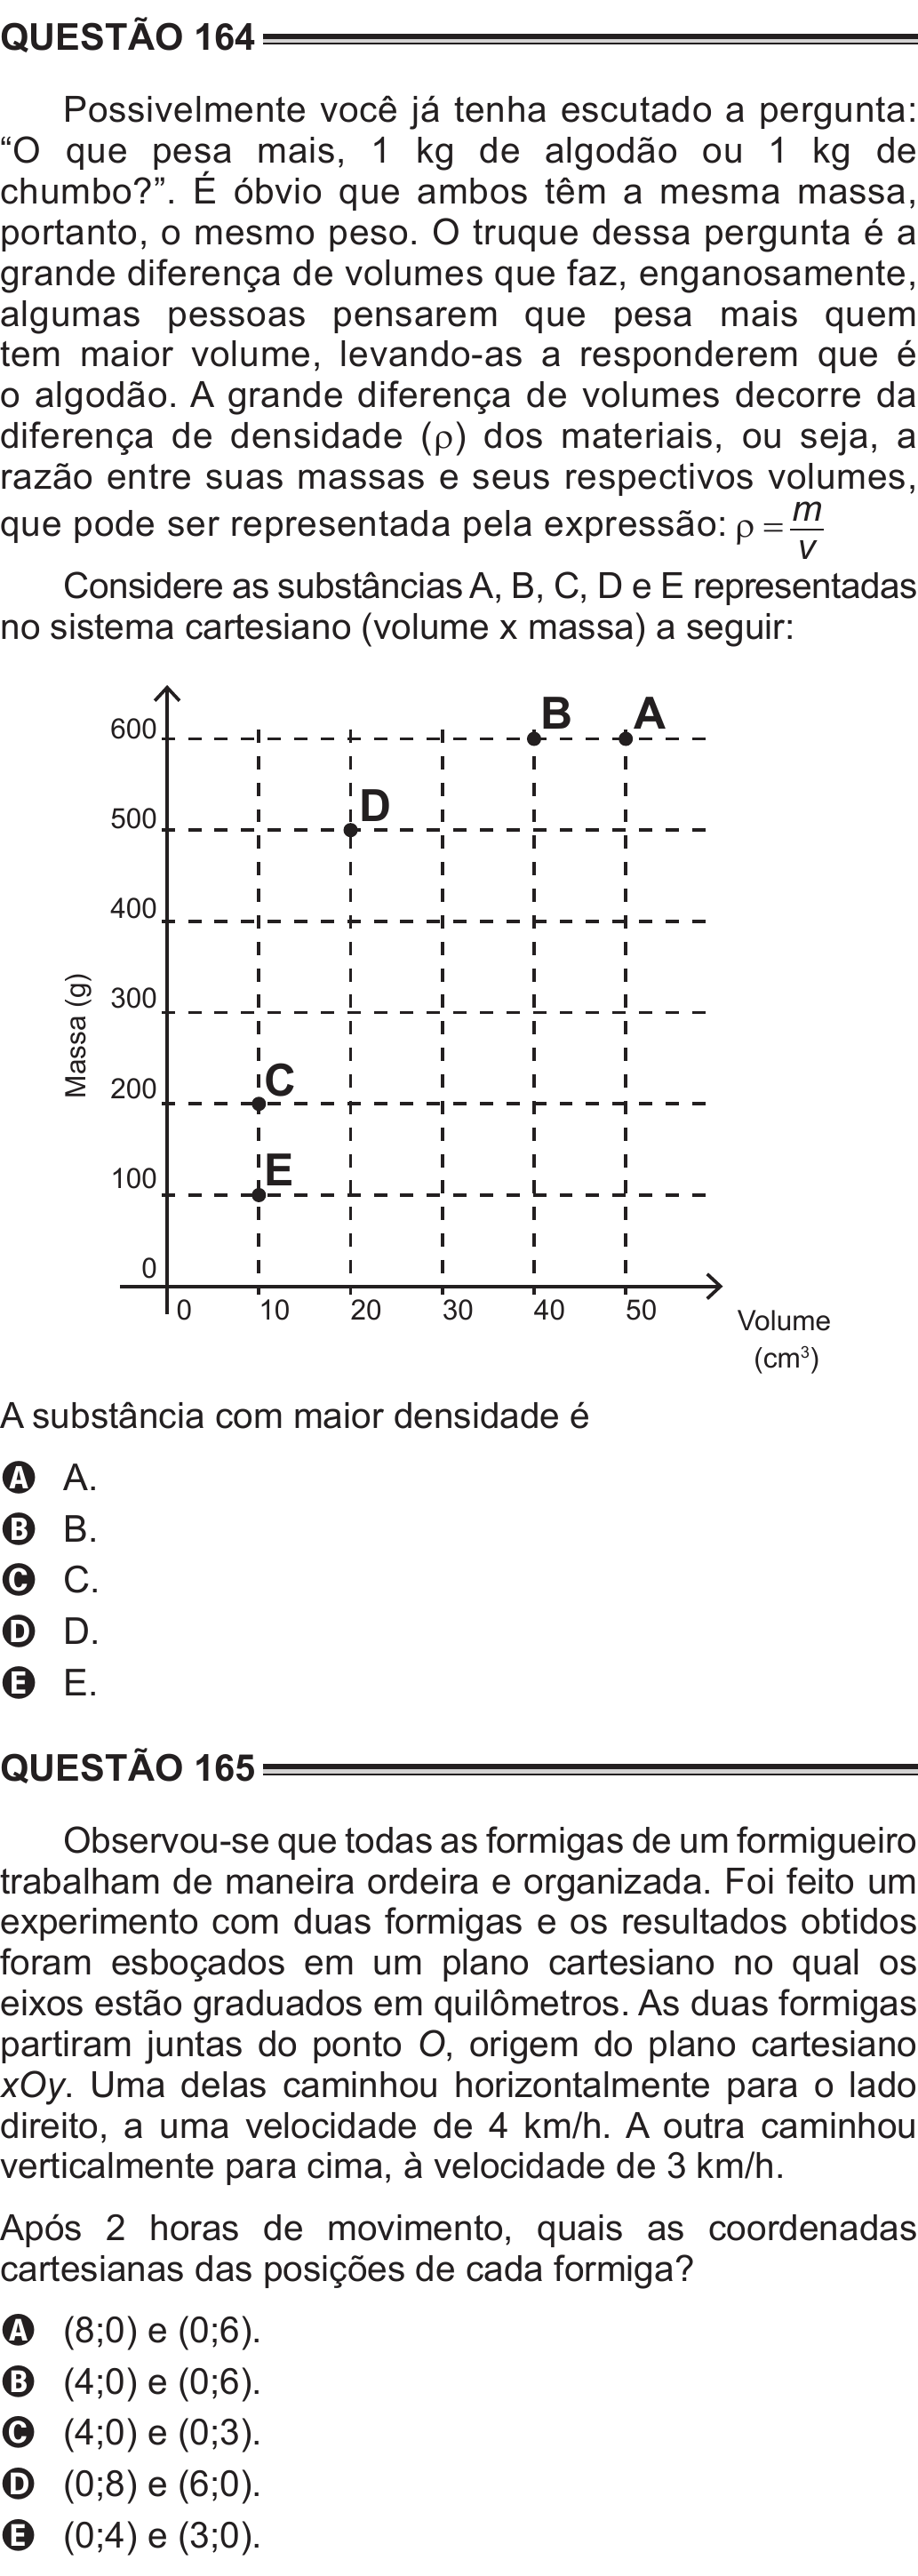 QUESTÃO 164
Possivelmente você já tenha escutado a pergunta:
“O que pesa mais, 1 kg de algodão ou 1 kg de
chumbo?”. É óbvio que ambos têm a mesma massa,
portanto, o mesmo peso. O truque dessa pergunta é a
grande diferença de volumes que faz, enganosamente,
algumas pessoas pensarem que pesa mais quem
tem maior volume, levando-as a responderem que é
o algodão. A grande diferença de volumes decorre da
diferença de densidade (ρ) dos materiais, ou seja, a
razão entre suas massas e seus respectivos volumes,
que pode ser representada pela expressão: ρ = m/v
Considere as substâncias A, B, C, D e E representadas
no sistema cartesiano (volume x massa) a seguir:
B A
600
D
500
400
300
Massa (g)
C
200
E
100
0
0 10 20 30 40 50
Volume
(cm³)
A substância com maior densidade é
A A.
B B.
C C.
D D.
E E.
QUESTÃO 165
Observou-se que todas as formigas de um formigueiro
trabalham de maneira ordeira e organizada. Foi feito um
experimento com duas formigas e os resultados obtidos
foram esboçados em um plano cartesiano no qual os
eixos estão graduados em quilômetros. As duas formigas
partiram juntas do ponto O, origem do plano cartesiano
xOy. Uma delas caminhou horizontalmente para o lado
direito, a uma velocidade de 4 km/h. A outra caminhou
verticalmente para cima, à velocidade de 3 km/h.
Após 2 horas de movimento, quais as coordenadas
cartesianas das posições de cada formiga?
A (8;0) e (0;6).
B (4;0) e (0;6).
C (4;0) e (0;3).
D (0;8) e (6;0).
E (0;4) e (3;0).